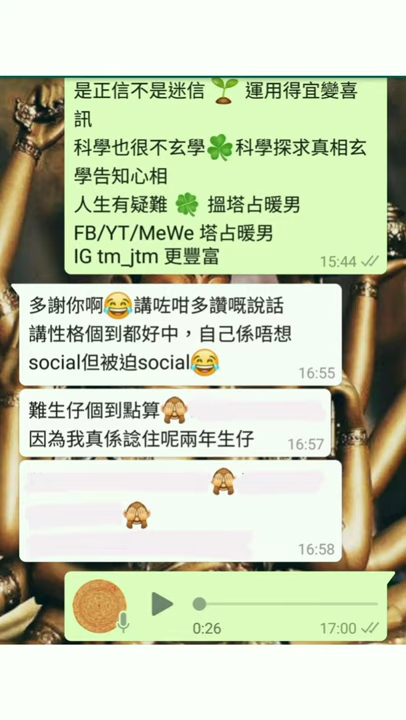 是正信不是迷信🌱 運用得宜變喜
訊
科學也很不玄學🍀科學探求真相玄
學告知心相
人生有疑難 🍀 搵塔占暖男
FB/YT/MeWe 塔占暖男
IG tm_jtm 更豐富
15:44
多謝你啊😂講咗咁多讚嘅說話
講性格個到都好中，自己係唔想
social但被迫social😂
16:55
難生仔個到點算🙈
因為我真係諗住呢兩年生仔
16:57
🙈
🙈
16:58
0:26
17:00